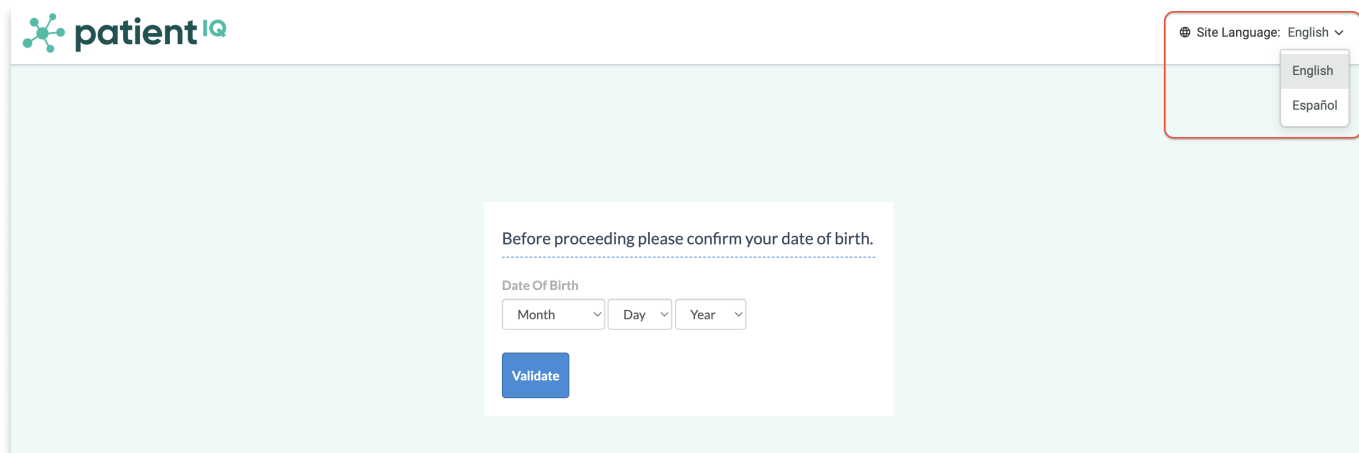 patient IQ
Site Language: English
English
Español
Before proceeding please confirm your date of birth.
Date Of Birth
Month Day Year
Validate